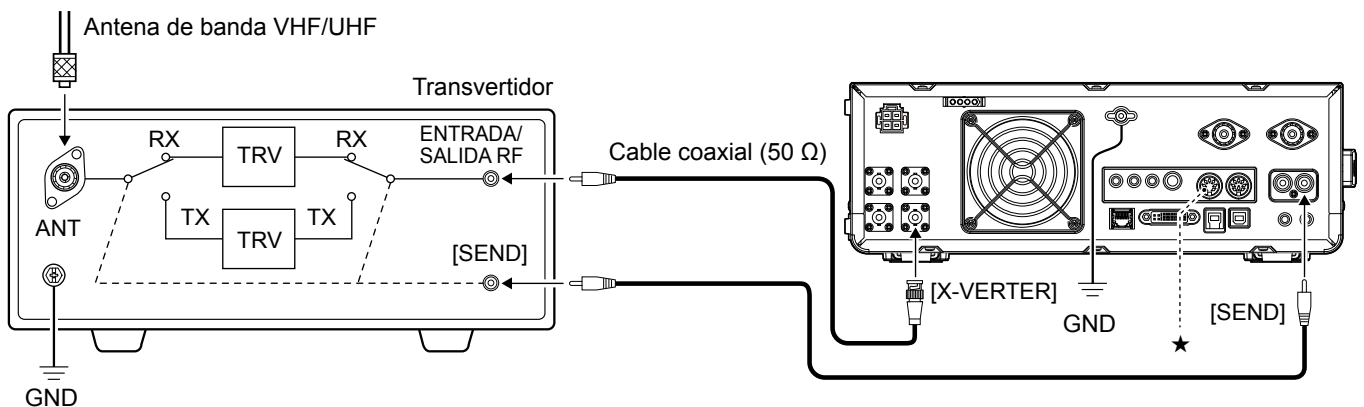 Antena de banda VHF/UHF
Transvertidor
RX
TRV
RX
ENTRADA/
SALIDA RF
Cable coaxial (50 Ω)
ANT
TX
TRV
TX
[SEND]
[X-VERTER]
GND
[SEND]
★
GND